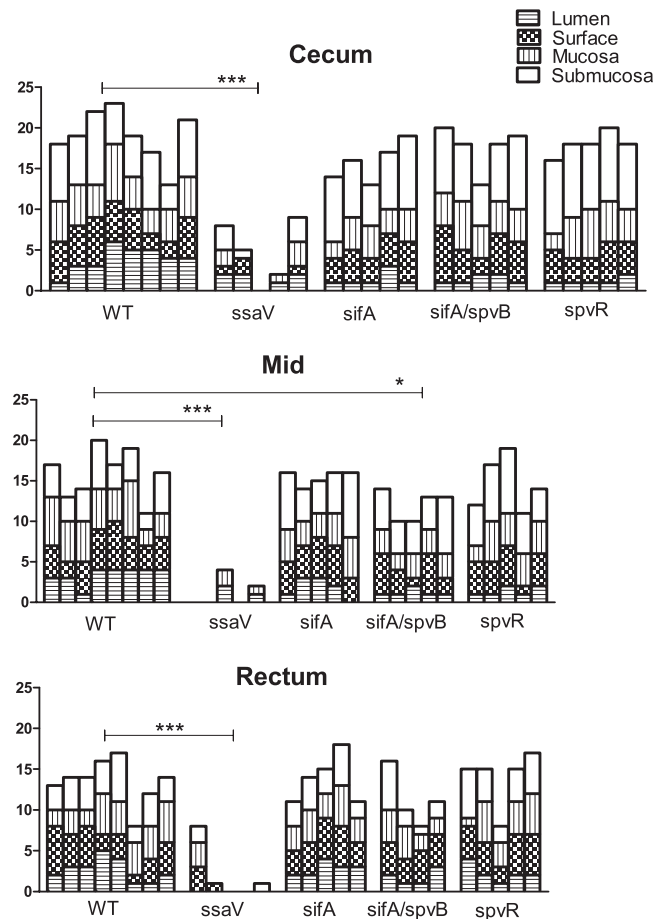 Lumen
Surface
Mucosa
Submucosa
Cecum
***
25
20
15
10
5
0
WT ssaV sifA sifA/spvB spvR
Mid
*
***
25
20
15
10
5
0
WT ssaV sifA sifA/spvB spvR
Rectum
***
25
20
15
10
5
0
WT ssaV sifA sifA/spvB spvR